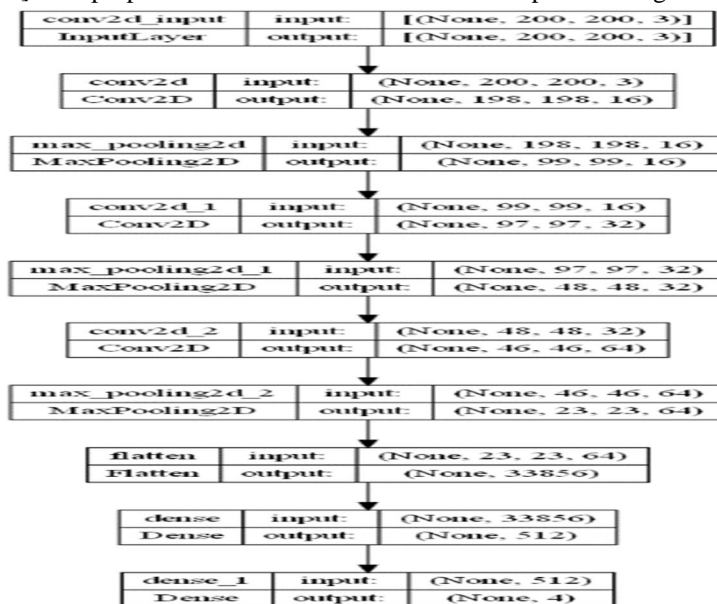 conv2d_input input: [(None, 200, 200, 3)]
InputLayer output: [(None, 200, 200, 3)]
conv2d input: (None, 200, 200, 3)
Conv2D output: (None, 198, 198, 16)
max_pooling2d input: (None, 198, 198, 16)
MaxPooling2D output: (None, 99, 99, 16)
conv2d_1 input: (None, 99, 99, 16)
Conv2D output: (None, 97, 97, 32)
max_pooling2d_1 input: (None, 97, 97, 32)
MaxPooling2D output: (None, 48, 48, 32)
conv2d_2 input: (None, 48, 48, 32)
Conv2D output: (None, 46, 46, 64)
max_pooling2d_2 input: (None, 46, 46, 64)
MaxPooling2D output: (None, 23, 23, 64)
flatten input: (None, 23, 23, 64)
Flatten output: (None, 33856)
dense input: (None, 33856)
Dense output: (None, 512)
dense_1 input: (None, 512)
Dense output: (None, 4)